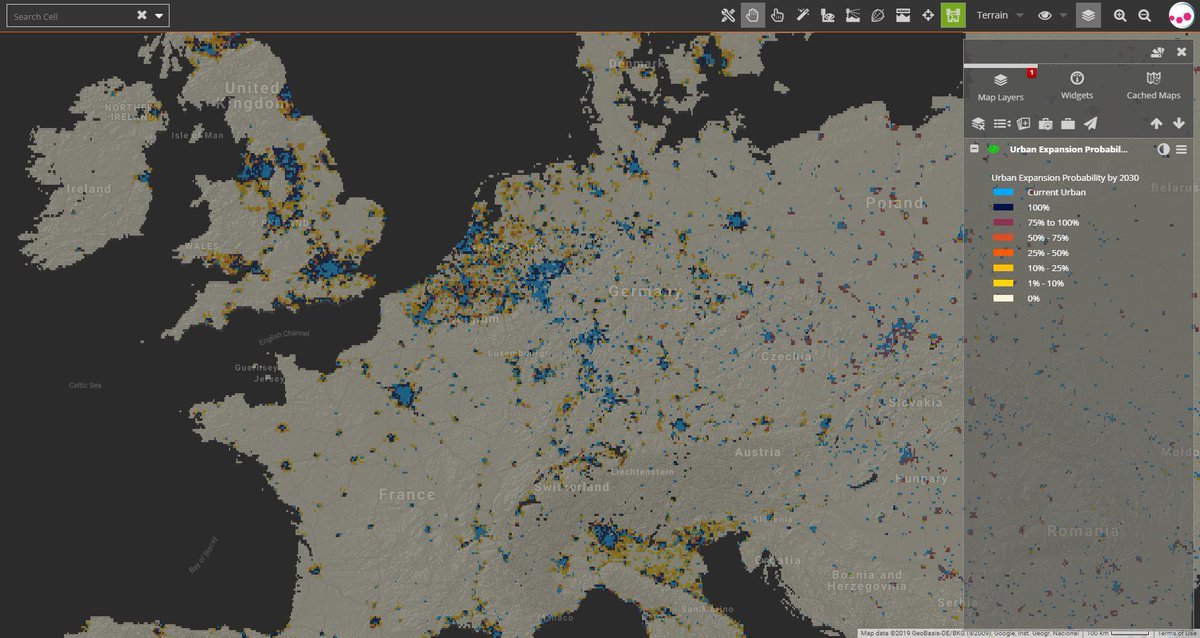 Search Cell
Terrain
Map Layers
1
Widgets
Cached Maps
Urban Expansion Probabil...
Urban Expansion Probability by 2030
Current Urban
100%
75% to 100%
50% - 75%
25% - 50%
10% - 25%
1% - 10%
0%
Denmark
United
Kingdom
NORTHERN
IRELAND
Isle of Man
Ireland
WALES
Poland
Belarus
Germany
English Channel
Luxembourg
Czechia
Guernsey
Jersey
Celtic Sea
Slovakia
Austria
Liechtenstein
Switzerland
Hungary
France
Slovenia
Romania
Bay of Biscay
Croatia
Bosnia and
Herzegovina
Serbia
San Marino
Monaco
Map data ©2019 GeoBasis-DE/BKG (©2009), Google, Inst. Geogr. Nacional
100 km
Terms of Use